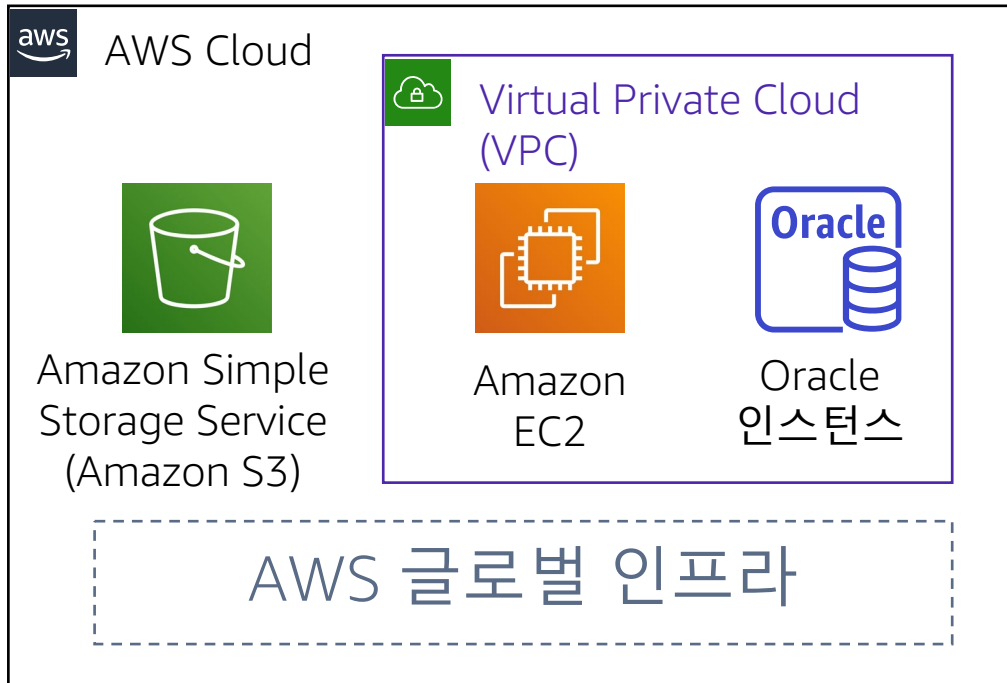 aws
AWS Cloud
Virtual Private Cloud
(VPC)
Oracle
Amazon Simple
Storage Service
(Amazon S3)
Amazon
EC2
Oracle
인스턴스
AWS 글로벌 인프라